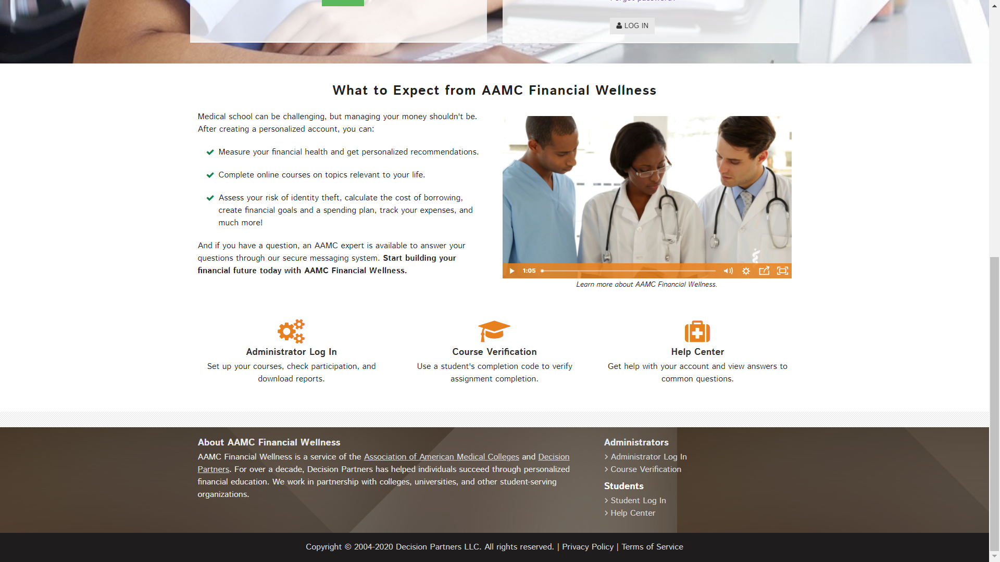 LOG IN
What to Expect from AAMC Financial Wellness
Medical school can be challenging, but managing your money shouldn't be.
After creating a personalized account, you can:
Measure your financial health and get personalized recommendations.
Complete online courses on topics relevant to your life.
Assess your risk of identity theft, calculate the cost of borrowing,
create financial goals and a spending plan, track your expenses, and
much more!
And if you have a question, an AAMC expert is available to answer your
questions through our secure messaging system. Start building your
financial future today with AAMC Financial Wellness.
1:05
Learn more about AAMC Financial Wellness.
Administrator Log In
Set up your courses, check participation, and
download reports.
Course Verification
Use a student's completion code to verify
assignment completion.
Help Center
Get help with your account and view answers to
common questions.
About AAMC Financial Wellness
AAMC Financial Wellness is a service of the Association of American Medical Colleges and Decision
Partners. For over a decade, Decision Partners has helped individuals succeed through personalized
financial education. We work in partnership with colleges, universities, and other student-serving
organizations.
Administrators
> Administrator Log In
> Course Verification
Students
> Student Log In
> Help Center
Copyright © 2004-2020 Decision Partners LLC. All rights reserved. | Privacy Policy | Terms of Service